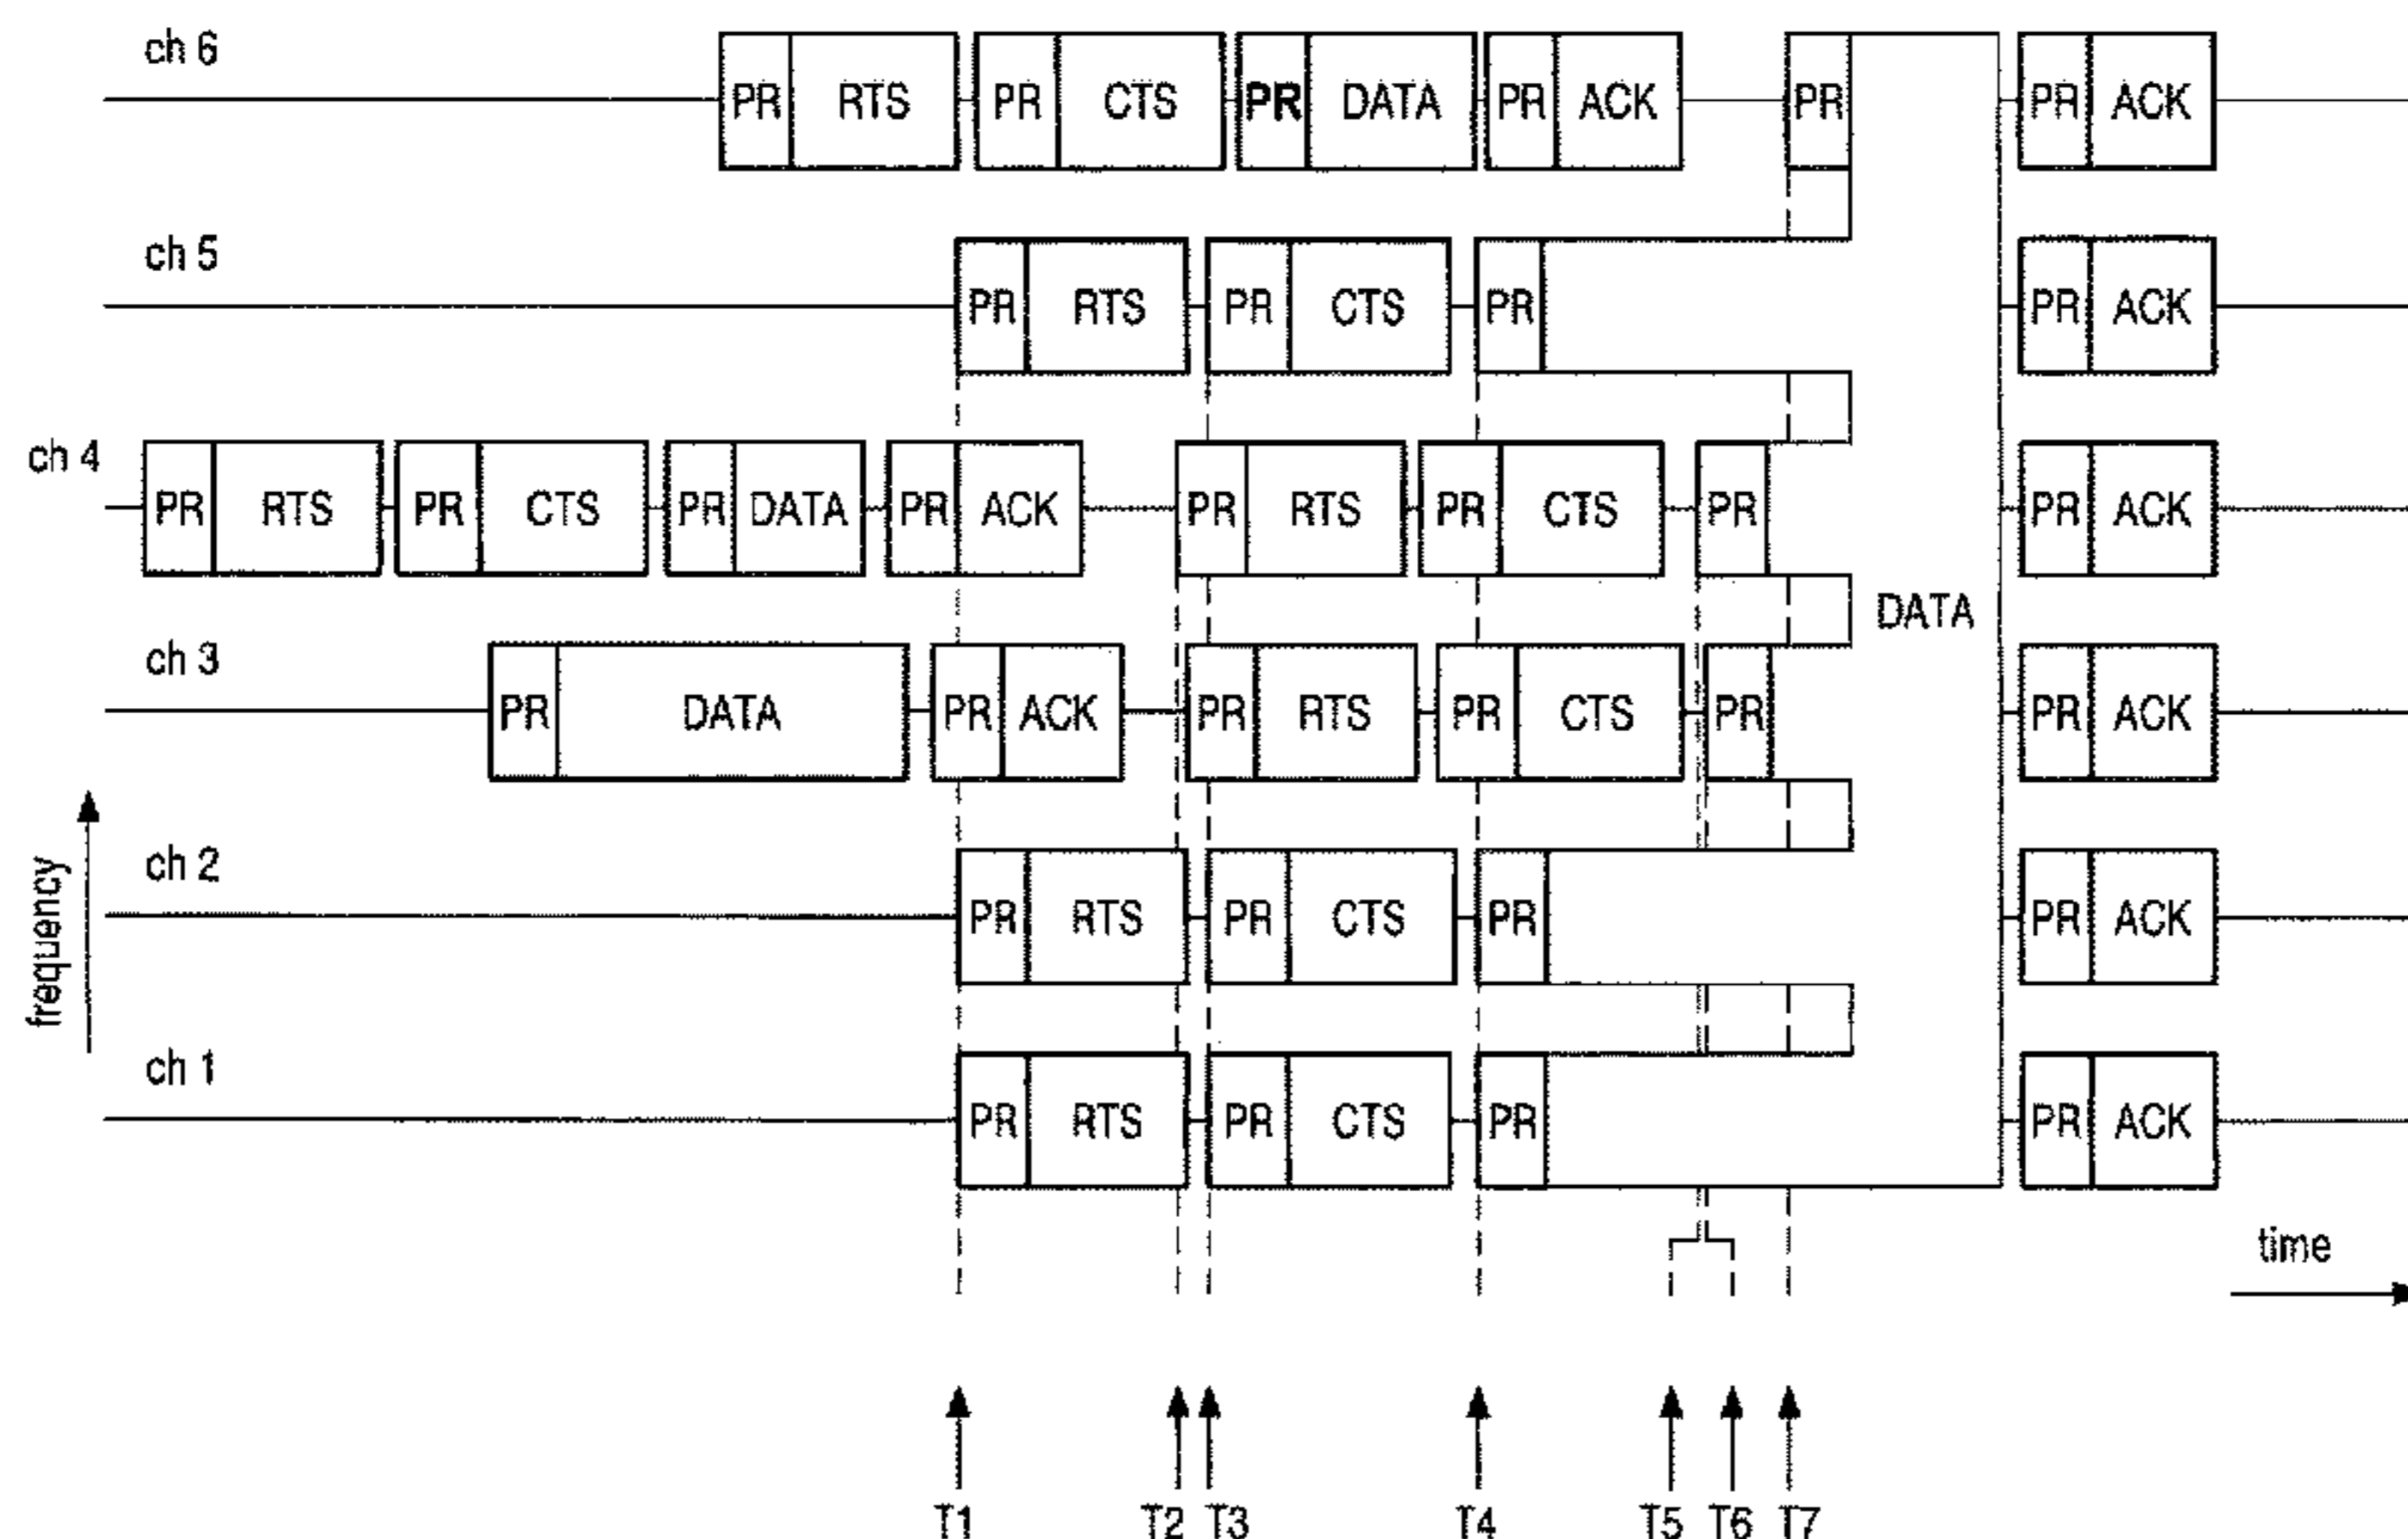 ch 6
PR RTS PR CTS PR DATA PR ACK PR PR ACK
ch 5
PR RTS PR CTS PR PR ACK
ch 4
PR RTS PR CTS PR DATA PR ACK PR RTS PR CTS PR PR ACK
DATA
ch 3
PR DATA PR ACK PR RTS PR CTS PR PR ACK
ch 2
PR RTS PR CTS PR PR ACK
frequency
ch 1
PR RTS PR CTS PR PR ACK
time
T1 T2 T3 T4 T5 T6 T7